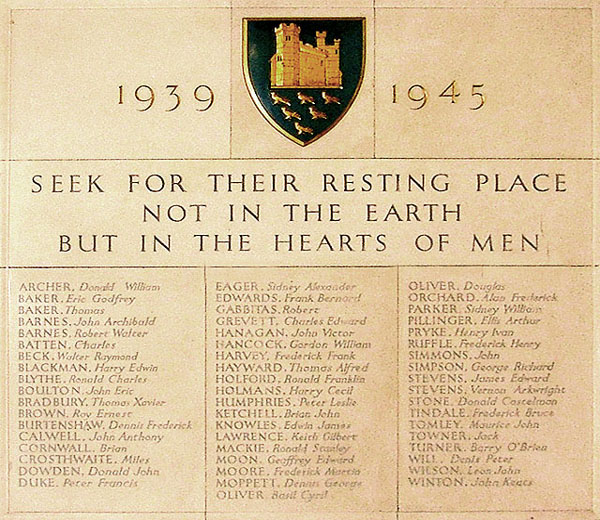 1939 1945
SEEK FOR THEIR RESTING PLACE
NOT IN THE EARTH
BUT IN THE HEARTS OF MEN
ARCHER, Donald William
BAKER, Eric Godfrey
BAKER, Thomas
BARNES, John Archibald
BARNES, Robert Walter
BATTEN, Charles
BECK, Walter Raymond
BLACKMAN, Harry Edwin
BLYTHE, Ronald Charles
BOULTON, John Eric
BRADBURY, Thomas Xavier
BROWN, Roy Ernest
BURTENSHAW, Dennis Frederick
CALWELL, John Anthony
CORNWALL, Brian
CROSTHWAITE, Miles
DOWDEN, Donald John
DUKE, Peter Francis
EAGER, Sidney Alexander
EDWARDS, Frank Bernard
GABBITAS, Robert
GREVETT, Charles Edward
HANAGAN, John Victor
HANCOCK, Gordon William
HARVEY, Frederick Frank
HAYWARD, Thomas Alfred
HOLFORD, Ronald Franklin
HOLMANS, Harry Cecil
HUMPHRIES, Peter Leslie
KETCHELL, Brian John
KNOWLES, Edwin James
LAWRENCE, Keith Gilbert
MACKIE, Ronald Stanley
MOON, Geoffrey Edward
MOORE, Frederick Martin
MOPPETT, Dennis George
OLIVER, Basil Cyril
OLIVER, Douglas
ORCHARD, Alan Frederick
PARKER, Sidney William
PILLINGER, Ellis Arthur
PRYKE, Henry Ivan
RUFFLE, Frederick Henry
SIMMONS, John
SIMPSON, George Richard
STEVENS, James Edward
STEVENS, Vernon Arkwright
STONE, Donald Castelman
TINDALE, Frederick Bruce
TOMLEY, Maurice John
TOWNER, Jack
TURNER, Barry O'Brien
WILL, Denis Peter
WILSON, Leon John
WINTON, John Keats